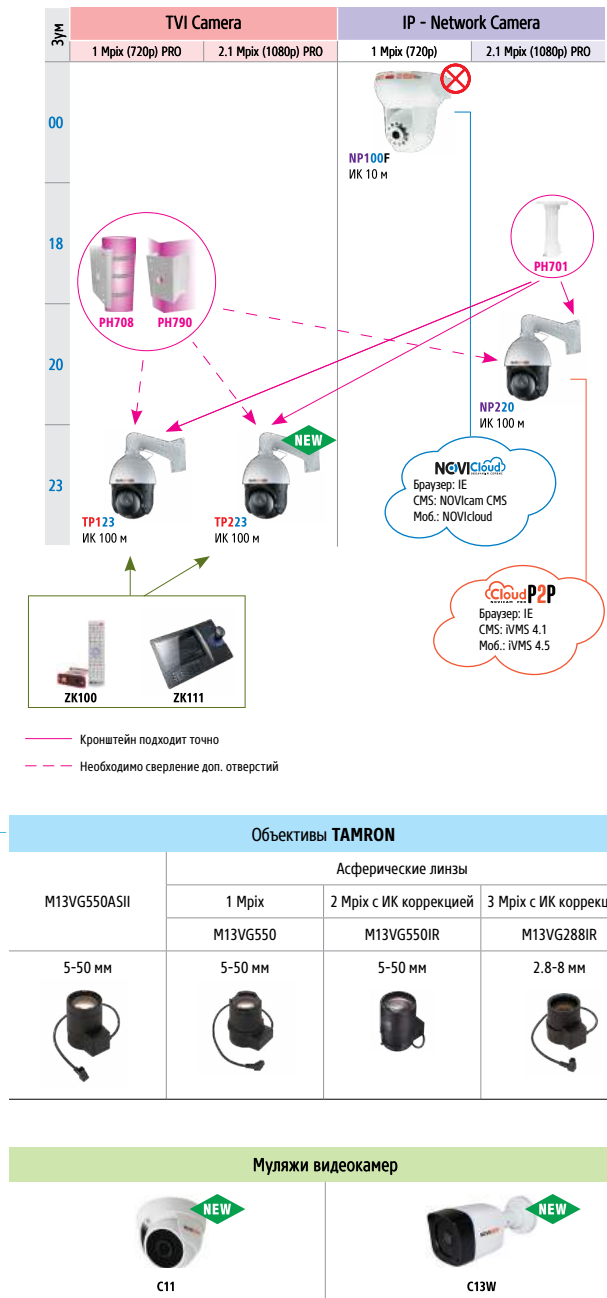 Зум
TVI Camera
IP - Network Camera
1 Mpix (720p) PRO
2.1 Mpix (1080p) PRO
1 Mpix (720p)
2.1 Mpix (1080p) PRO
00
NP100F
ИК 10 м
18
PH708
PH790
PH701
20
NP220
ИК 100 м
23
NEW
TP123
ИК 100 м
TP223
ИК 100 м
NOVICloud
Браузер: IE
CMS: NOVIcam CMS
Моб.: NOVIcloud
Cloud P2P
NOVICAM PRO
Браузер: IE
CMS: iVMS 4.1
Моб.: iVMS 4.5
ZK100
ZK111
Кронштейн подходит точно
Необходимо сверление доп. отверстий
Объективы TAMRON
M13VG550ASII
Асферические линзы
1 Mpix
2 Mpix с ИК коррекцией
3 Mpix с ИК коррекц
M13VG550
M13VG550IR
M13VG288IR
5-50 мм
5-50 мм
5-50 мм
2.8-8 мм
Муляжи видеокамер
NEW
NEW
C11
C13W